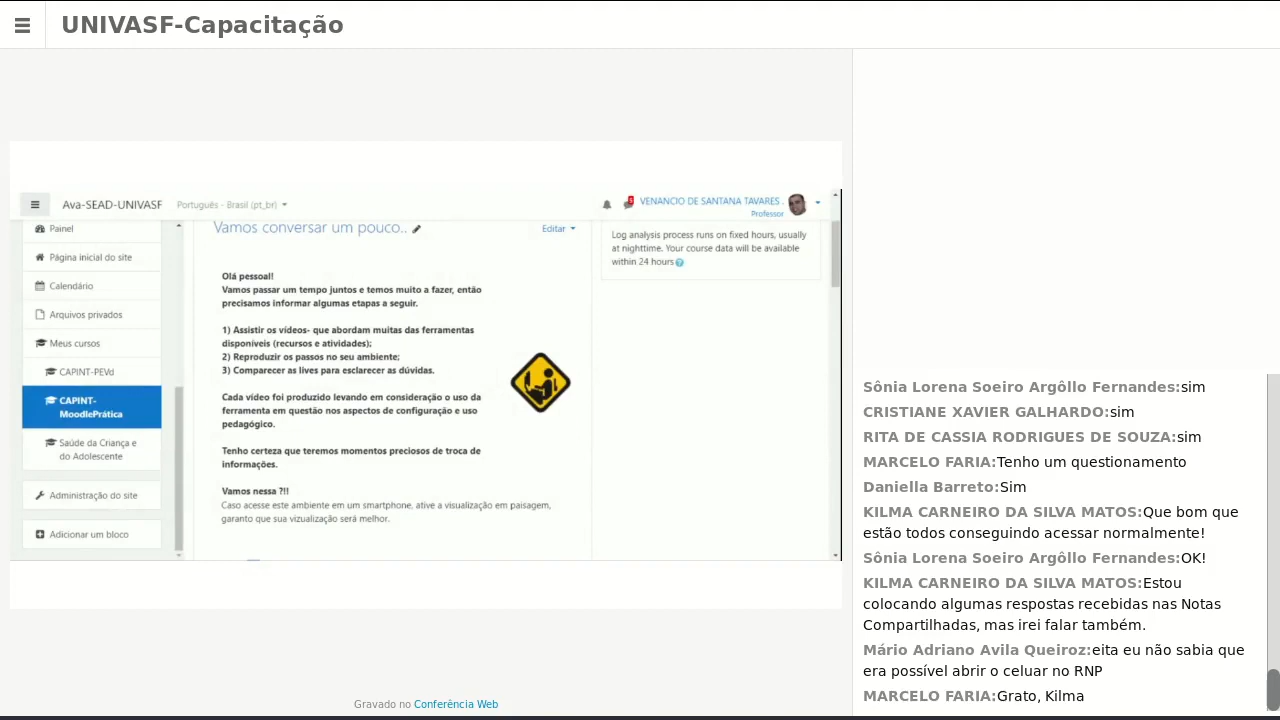 UNIVASF-Capacitação
Ava-SEAD-UNIVASF
Português - Brasil (pt_br)
VENANCIO DE SANTANA TAVARES .
Professor
Painel
Página inicial do site
Calendário
Arquivos privados
Meus cursos
CAPINT-PEVd
CAPINT-
MoodlePrática
Saúde da Criança e
do Adolescente
Administração do site
Adicionar um bloco
Vamos conversar um pouco..
Editar
Olá pessoal!
Vamos passar um tempo juntos e temos muito a fazer, então
precisamos informar algumas etapas a seguir.
1) Assistir os vídeos- que abordam muitas das ferramentas
disponíveis (recursos e atividades);
2) Reproduzir os passos no seu ambiente;
3) Comparecer as lives para esclarecer as dúvidas.
Cada vídeo foi produzido levando em consideração o uso da
ferramenta em questão nos aspectos de configuração e uso
pedagógico.
Tenho certeza que teremos momentos preciosos de troca de
informações.
Vamos nessa ?!!
Caso acesse este ambiente em um smartphone, ative a visualização em paisagem,
garanto que sua vizualização será melhor.
Log analysis process runs on fixed hours, usually
at nighttime. Your course data will be available
within 24 hours
Sônia Lorena Soeiro Argôllo Fernandes:sim
CRISTIANE XAVIER GALHARDO:sim
RITA DE CASSIA RODRIGUES DE SOUZA:sim
MARCELO FARIA:Tenho um questionamento
Daniella Barreto:Sim
KILMA CARNEIRO DA SILVA MATOS:Que bom que
estão todos conseguindo acessar normalmente!
Sônia Lorena Soeiro Argôllo Fernandes:OK!
KILMA CARNEIRO DA SILVA MATOS:Estou
colocando algumas respostas recebidas nas Notas
Compartilhadas, mas irei falar também.
Mário Adriano Avila Queiroz:eita eu não sabia que
era possível abrir o celuar no RNP
MARCELO FARIA:Grato, Kilma
Gravado no Conferência Web